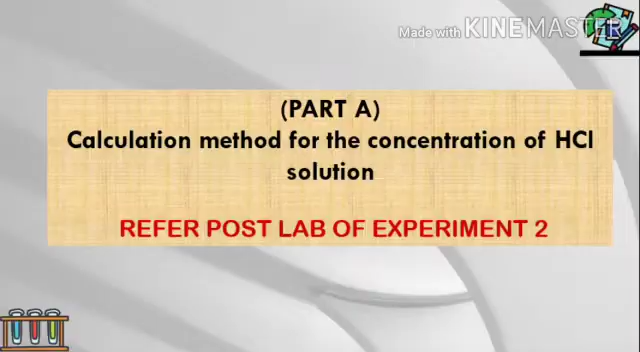 Made with KINEMASTER
(PART A)
Calculation method for the concentration of HCl
solution
REFER POST LAB OF EXPERIMENT 2